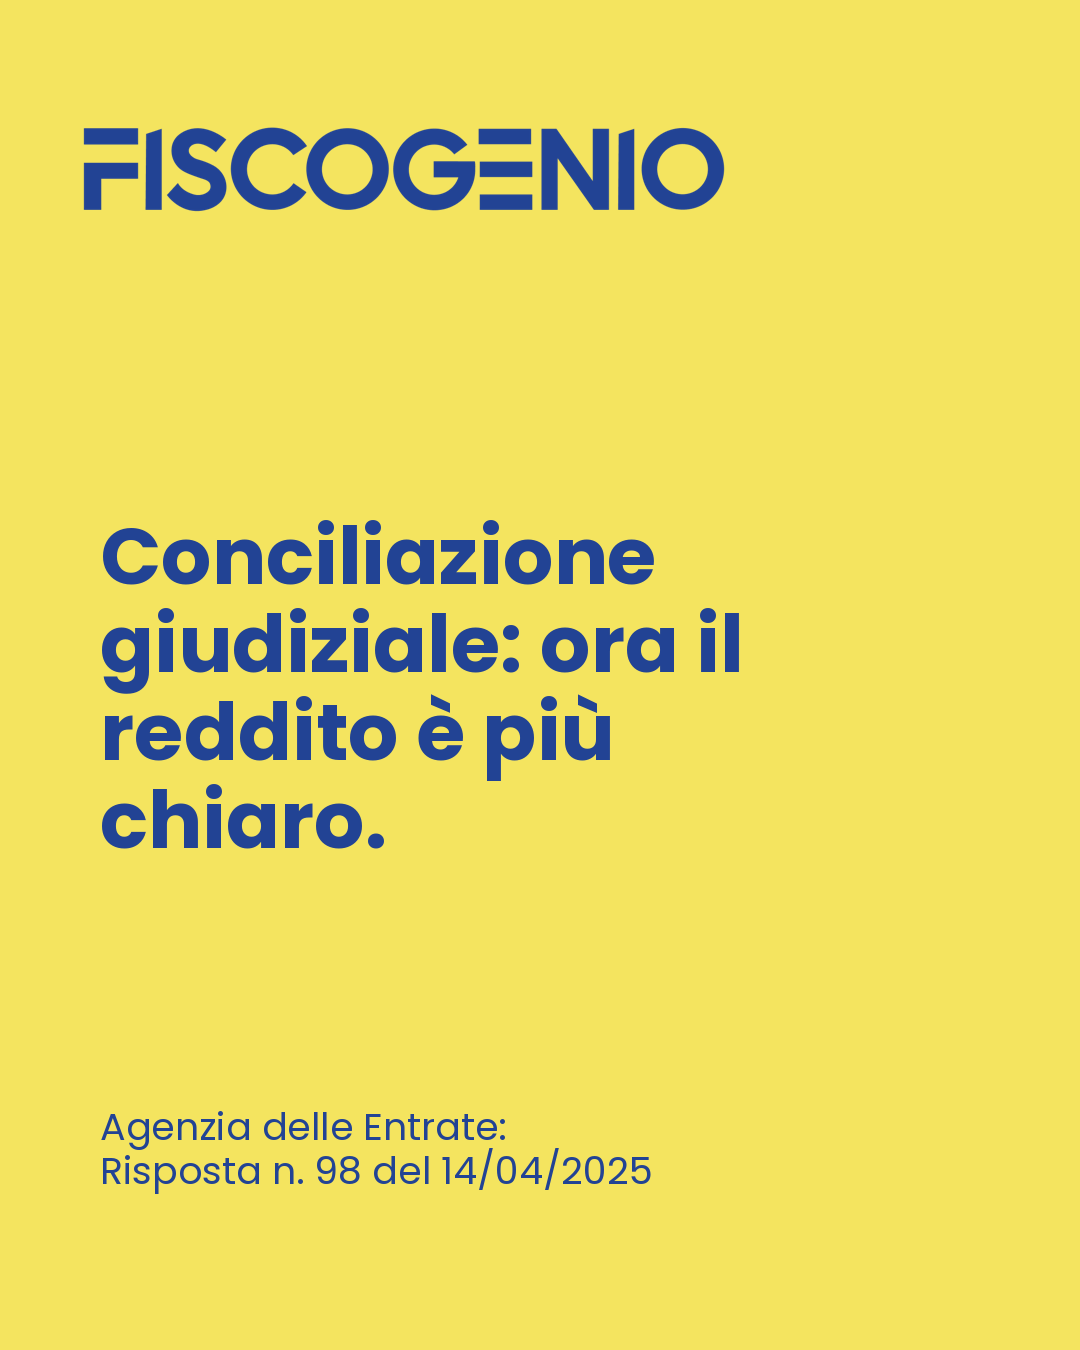 FISCOGENIO
Conciliazione
giudiziale: ora il
reddito è più
chiaro.
Agenzia delle Entrate:
Risposta n. 98 del 14/04/2025